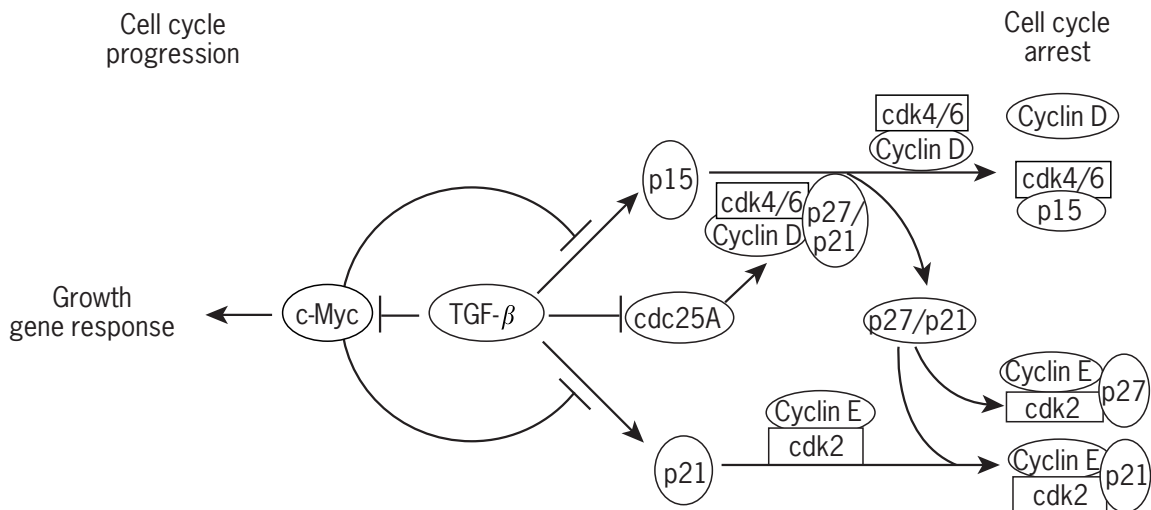 Cell cycle
progression
Cell cycle
arrest
cdk4/6
Cyclin D
Cyclin D
p15
cdk4/6
Cyclin D
p27/
p21
cdk4/6
p15
Growth
gene response
c-Myc
TGF-β
cdc25A
p27/p21
Cyclin E
cdk2
p27
Cyclin E
cdk2
p21
Cyclin E
cdk2
p21